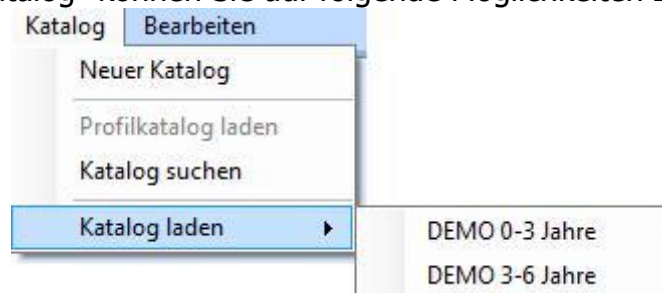 Katalog Bearbeiten
Neuer Katalog
Profilkatalog laden
Katalog suchen
Katalog laden
DEMO 0-3 Jahre
DEMO 3-6 Jahre